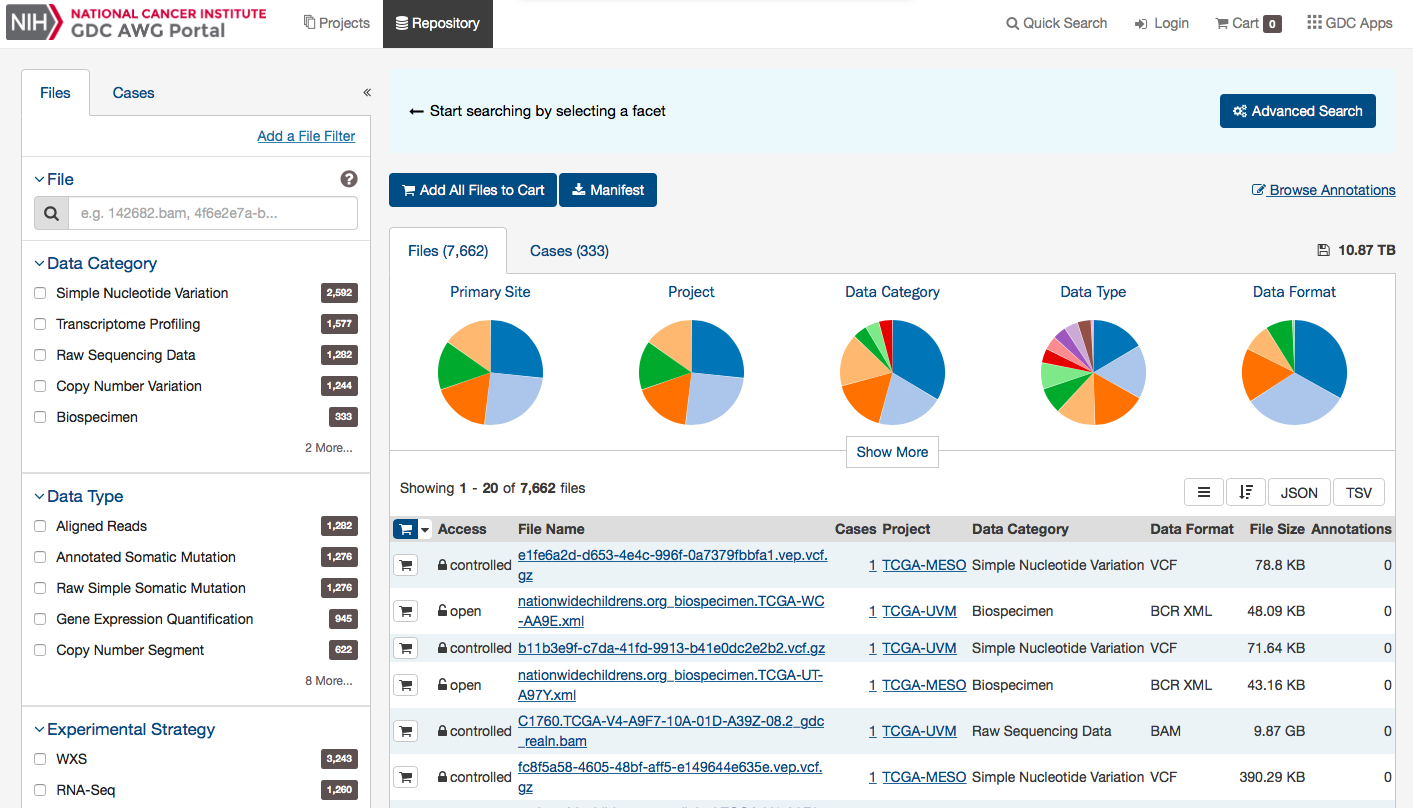 NIH NATIONAL CANCER INSTITUTE
GDC AWG Portal
Projects
Repository
Quick Search
Login
Cart 0
GDC Apps
Files
Cases
«
Add a File Filter
File
?
e.g. 142682.bam, 4f6e2e7a-b...
Data Category
Simple Nucleotide Variation 2,592
Transcriptome Profiling 1,577
Raw Sequencing Data 1,282
Copy Number Variation 1,244
Biospecimen 333
2 More...
Data Type
Aligned Reads 1,282
Annotated Somatic Mutation 1,276
Raw Simple Somatic Mutation 1,276
Gene Expression Quantification 945
Copy Number Segment 622
8 More...
Experimental Strategy
WXS 3,243
RNA-Seq 1,260
Start searching by selecting a facet
Advanced Search
Add All Files to Cart
Manifest
Browse Annotations
Files (7,662)
Cases (333)
10.87 TB
Primary Site
Project
Data Category
Data Type
Data Format
Show More
Showing 1 - 20 of 7,662 files
JSON
TSV
Access File Name Cases Project Data Category Data Format File Size Annotations
controlled e1fe6a2d-d653-4e4c-996f-0a7379fbbfa1.vep.vcf. 1 TCGA-MESO Simple Nucleotide Variation VCF 78.8 KB 0
gz
open nationwidechildrens.org_biospecimen.TCGA-WC 1 TCGA-UVM Biospecimen BCR XML 48.09 KB 0
-AA9E.xml
controlled b11b3e9f-c7da-41fd-9913-b41e0dc2e2b2.vcf.gz 1 TCGA-UVM Simple Nucleotide Variation VCF 71.64 KB 0
open nationwidechildrens.org_biospecimen.TCGA-UT- 1 TCGA-MESO Biospecimen BCR XML 43.16 KB 0
A97Y.xml
controlled C1760.TCGA-V4-A9F7-10A-01D-A39Z-08.2_gdc 1 TCGA-UVM Raw Sequencing Data BAM 9.87 GB 0
_realn.bam
controlled fc8f5a58-4605-48bf-aff5-e149644e635e.vep.vcf. 1 TCGA-MESO Simple Nucleotide Variation VCF 390.29 KB 0
gz